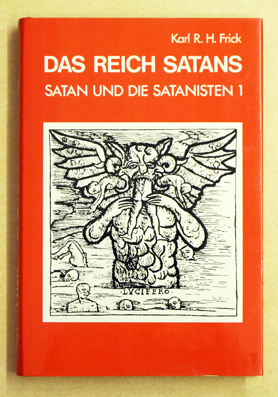 Karl R. H. Frick
DAS REICH SATANS
SATAN UND DIE SATANISTEN 1
LVCIFERO